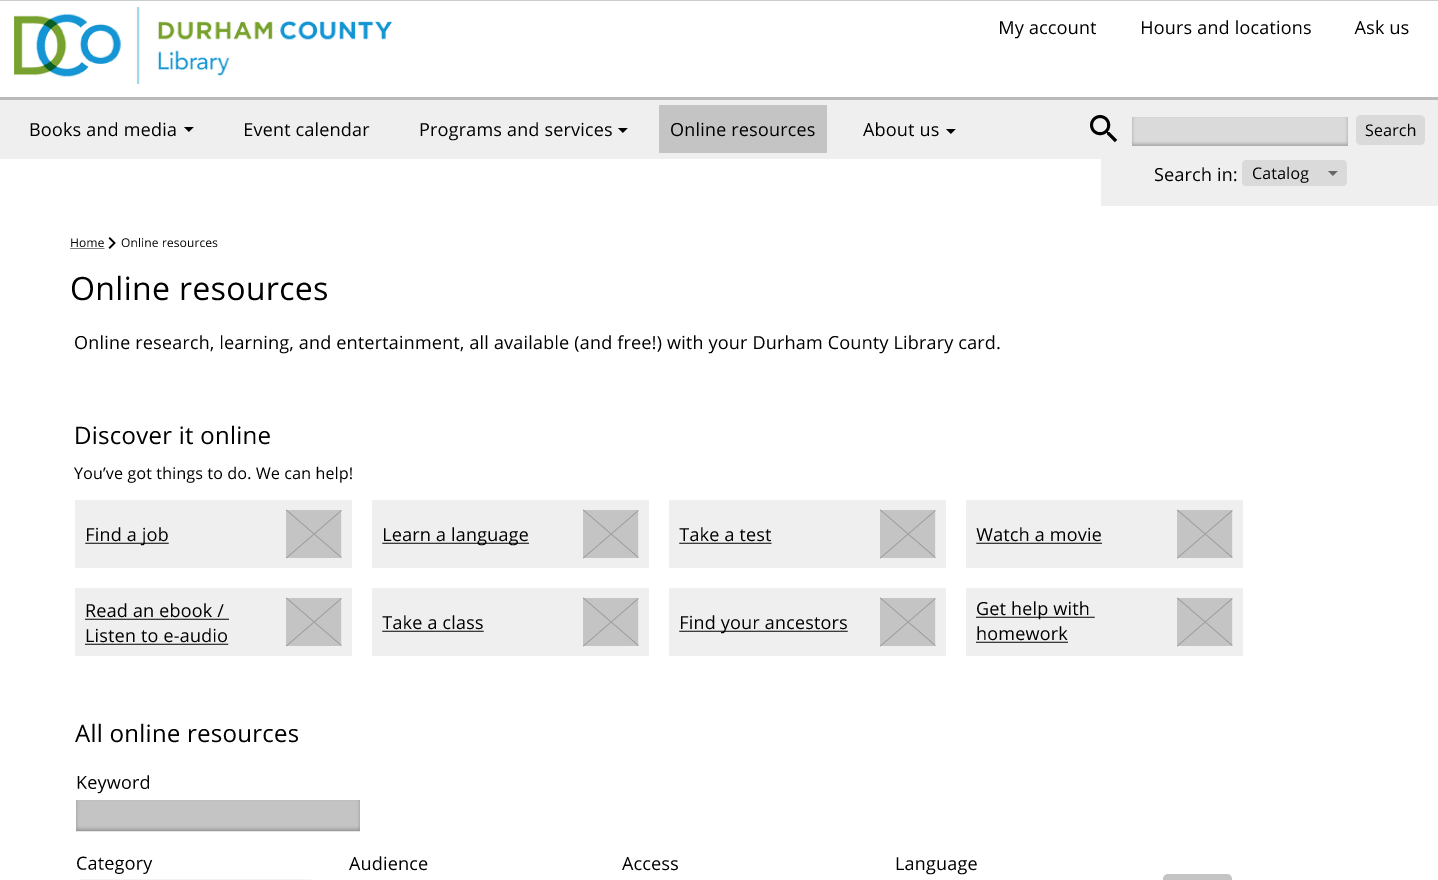 DCO DURHAM COUNTY
Library
My account Hours and locations Ask us
Books and media Event calendar Programs and services Online resources About us Search
Search in: Catalog
Home Online resources
Online resources
Online research, learning, and entertainment, all available (and free!) with your Durham County Library card.
Discover it online
You’ve got things to do. We can help!
Find a job Learn a language Take a test Watch a movie
Read an ebook /
Listen to e-audio
Take a class
Find your ancestors
Get help with
homework
All online resources
Keyword
Category Audience Access Language